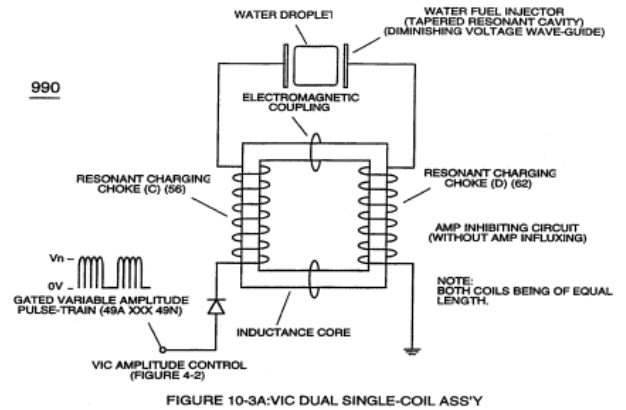 WATER DROPLET
WATER FUEL INJECTOR
(TAPERED RESONANT CAVITY)
(DIMINISHING VOLTAGE WAVE-GUIDE)
990
ELECTROMAGNETIC
COUPLING
RESONANT CHARGING
CHOKE (C) (56)
RESONANT CHARGING
CHOKE (D) (62)
AMP INHIBITING CIRCUIT
(WITHOUT AMP INFLUXING)
Vn
0V
GATED VARIABLE AMPLITUDE
PULSE-TRAIN (49A XXX 49N)
NOTE:
BOTH COILS BEING OF EQUAL
LENGTH.
INDUCTANCE CORE
VIC AMPLITUDE CONTROL
(FIGURE 4-2)
FIGURE 10-3A:VIC DUAL SINGLE-COIL ASS'Y